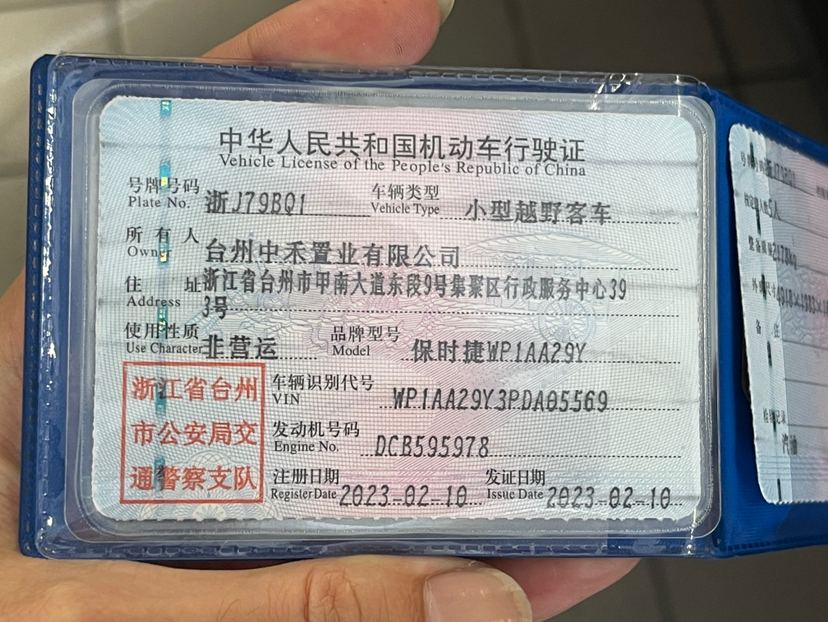 中华人民共和国机动车行驶证
Vehicle License of the People's Republic of China
号牌号码 浙J79BQ1 车辆类型 小型越野客车
Plate No. Vehicle Type
所有人 台州中禾置业有限公司
Owner
住址 浙江省台州市甲南大道东段9号集聚区行政服务中心39
Address 3号
使用性质 非营运 品牌型号 保时捷WP1AA29Y
Use Character Model
浙江省台州
市公安局交
通警察支队
车辆识别代号 WP1AA29Y3PDA05569
VIN
发动机号码 DCB595978
Engine No.
注册日期 2023-02-10 发证日期 2023-02-10
Register Date Issue Date